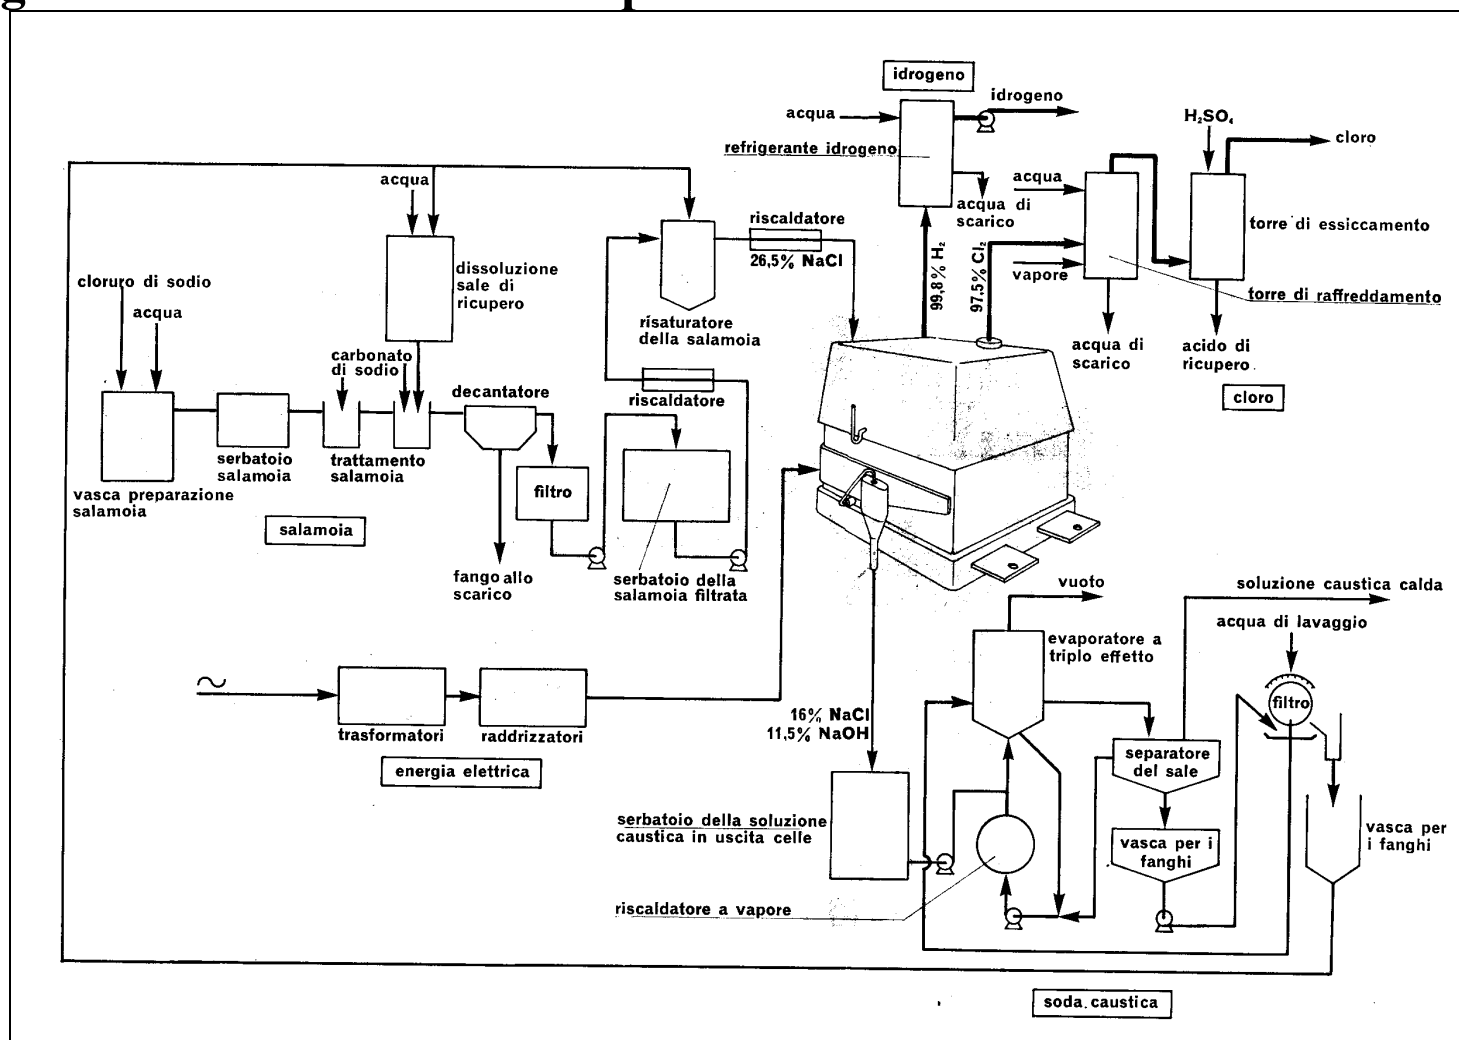 idrogeno
idrogeno
acqua
H₂SO₄
cloro
refrigerante idrogeno
acqua
acqua
acqua di
scarico
torre di essiccamento
riscaldatore
26,5% NaCl
99,8% H₂
97,5% Cl₂
vapore
torre di raffreddamento
cloruro di sodio
acqua
dissoluzione
sale di
ricupero
risaturatore
della salamoia
acqua di
scarico
acido di
ricupero
cloro
carbonato
di sodio
decantatore
riscaldatore
serbatoio
salamoia
trattamento
salamoia
vasca preparazione
salamoia
filtro
salamoia
fango allo
scarico
serbatoio della
salamoia filtrata
vuoto
soluzione caustica calda
acqua di lavaggio
evaporatore a
triplo effetto
filtro
16% NaCl
11,5% NaOH
trasformatori
raddrizzatori
energia elettrica
separatore
del sale
serbatoio della soluzione
caustica in uscita celle
vasca per i
fanghi
vasca per
i fanghi
riscaldatore a vapore
soda caustica